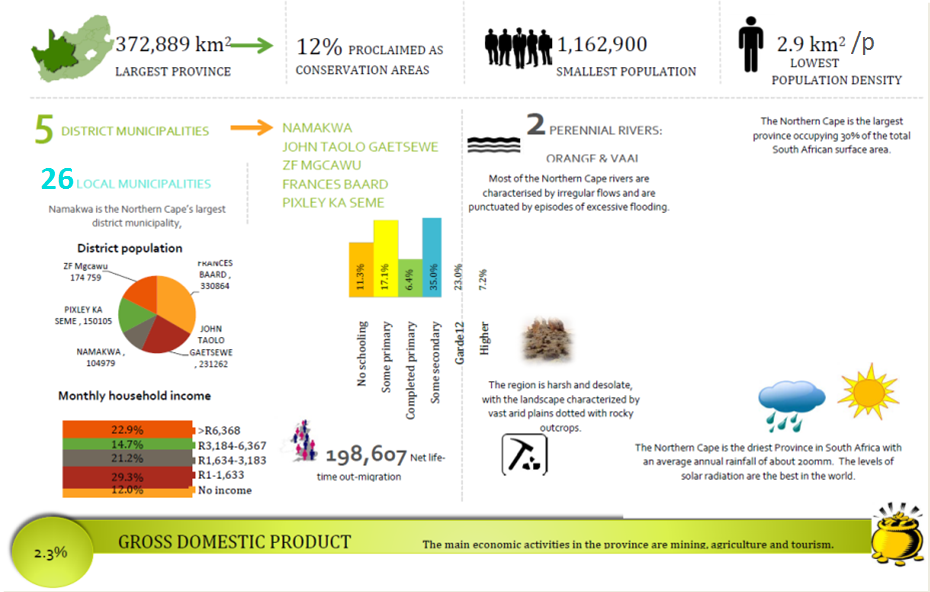 372,889 km²
LARGEST PROVINCE
12% PROCLAIMED AS
CONSERVATION AREAS
1,162,900
SMALLEST POPULATION
2.9 km² /p
LOWEST
POPULATION DENSITY
5 DISTRICT MUNICIPALITIES
NAMAKWA
JOHN TAOLO GAETSEWE
ZF MGCAWU
FRANCES BAARD
PIXLEY KA SEME
26 LOCAL MUNICIPALITIES
Namakwa is the Northern Cape's largest
district municipality,
2 PERENNIAL RIVERS:
ORANGE & VAAL
Most of the Northern Cape rivers are
characterised by irregular flows and are
punctuated by episodes of excessive flooding.
The Northern Cape is the largest
province occupying 30% of the total
South African surface area.
District population
ZF Mgcawu
174 759
FRANCES
BAARD ,
330864
PIXLEY KA
SEME , 150105
JOHN
TAOLO
GAETSEWE
, 231262
NAMAKWA ,
104979
11.3%
17.1%
6.4%
35.0%
23.0%
7.2%
No schooling
Some primary
Completed primary
Some secondary
Garde12
Higher
Monthly household income
22.9% >R6,368
14.7% R3,184-6,367
21.2% R1,634-3,183
29.3% R1-1,633
12.0% No income
198,607 Net life-
time out-migration
The region is harsh and desolate,
with the landscape characterized by
vast arid plains dotted with rocky
outcrops.
The Northern Cape is the driest Province in South Africa with
an average annual rainfall of about 200mm. The levels of
solar radiation are the best in the world.
2.3%
GROSS DOMESTIC PRODUCT
The main economic activities in the province are mining, agriculture and tourism.